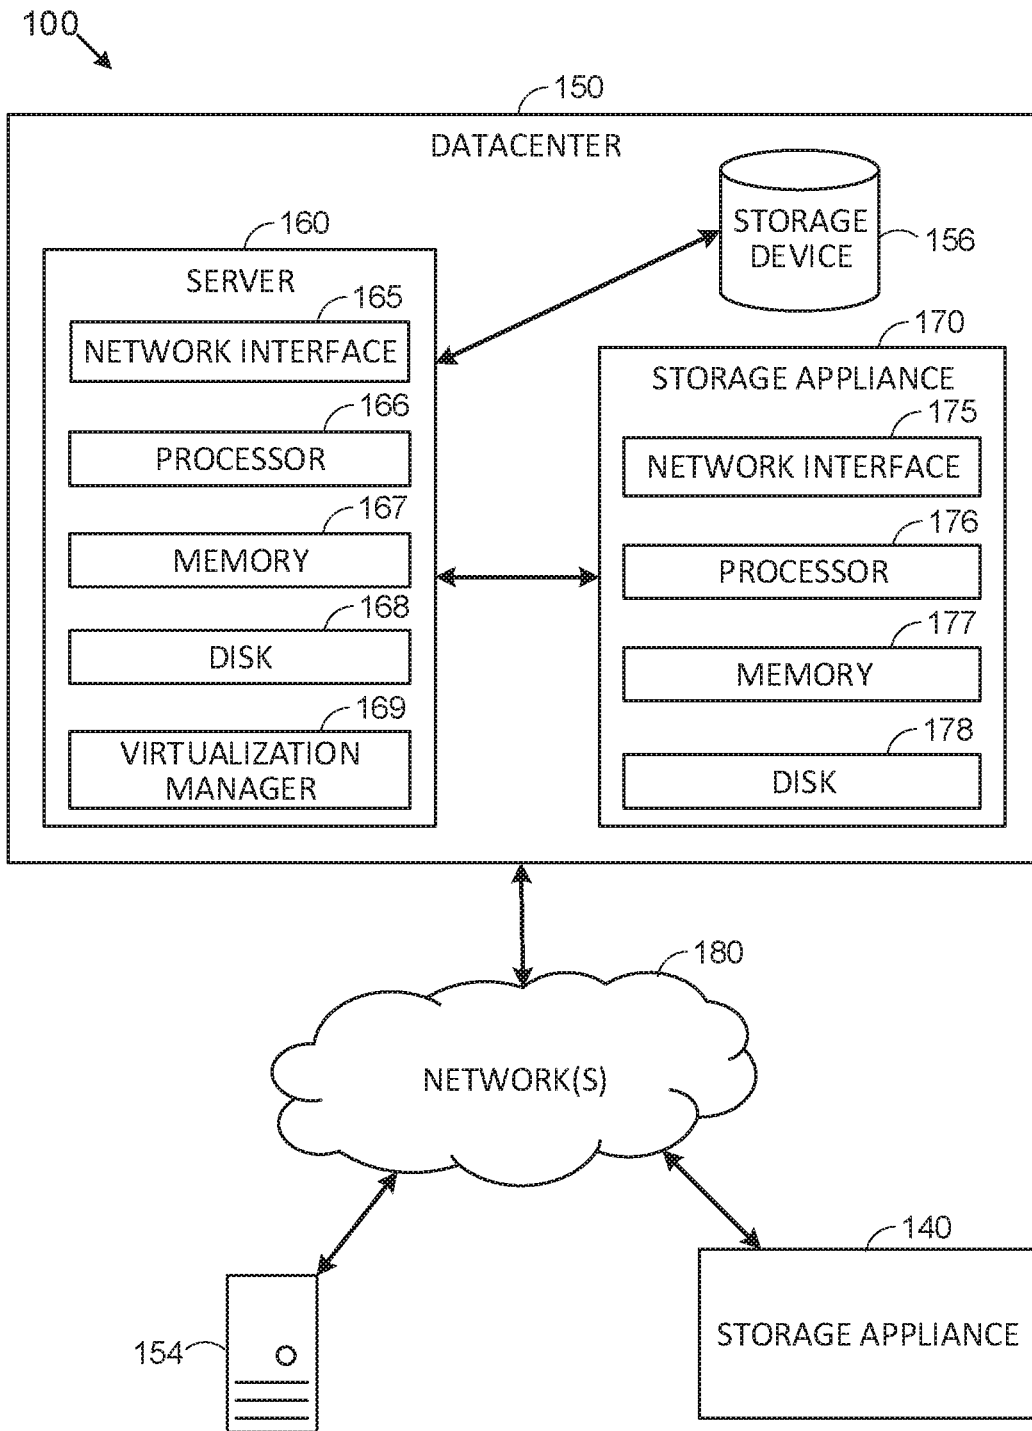 100
150
DATACENTER
STORAGE
DEVICE
156
160
SERVER
165
NETWORK INTERFACE
166
PROCESSOR
167
MEMORY
168
DISK
169
VIRTUALIZATION
MANAGER
170
STORAGE APPLIANCE
175
NETWORK INTERFACE
176
PROCESSOR
177
MEMORY
178
DISK
180
NETWORK(S)
154
140
STORAGE APPLIANCE